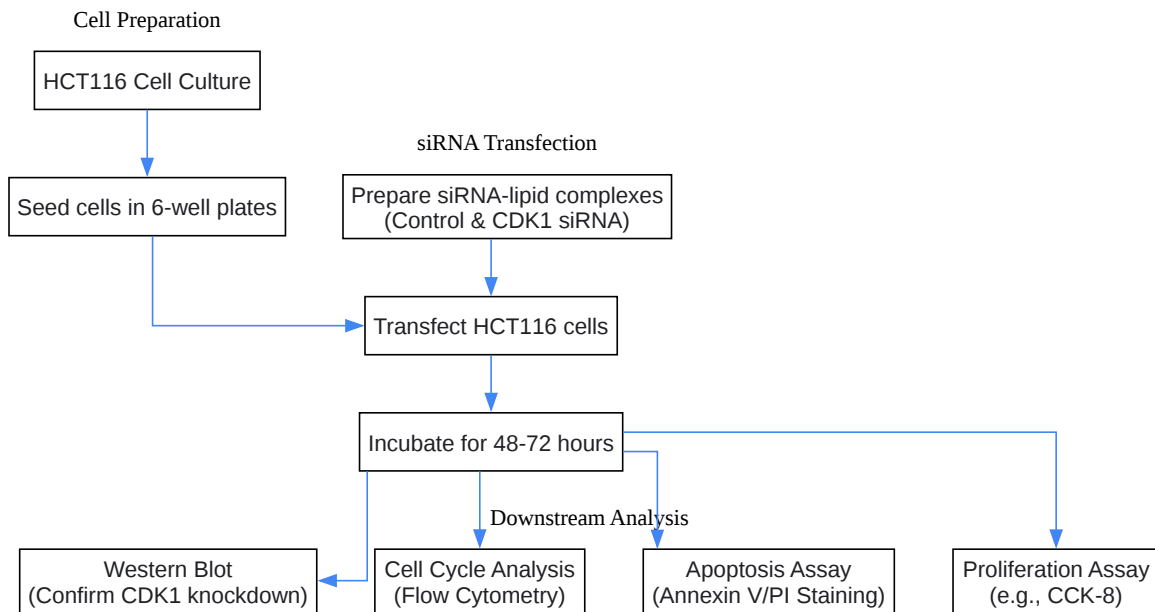 Cell Preparation
HCT116 Cell Culture
Seed cells in 6-well plates
siRNA Transfection
Prepare siRNA-lipid complexes
(Control & CDK1 siRNA)
Transfect HCT116 cells
Incubate for 48-72 hours
Downstream Analysis
Western Blot
(Confirm CDK1 knockdown)
Cell Cycle Analysis
(Flow Cytometry)
Apoptosis Assay
(Annexin V/PI Staining)
Proliferation Assay
(e.g., CCK-8)